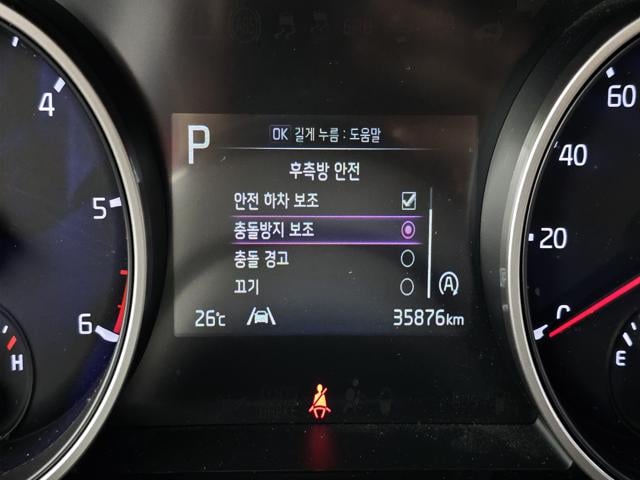 P
OK 길게 누름 : 도움말
후측방 안전
안전 하차 보조
충돌방지 보조
충돌 경고
끄기
A
26℃
35876km
4
5
6
H
60
40
20
0
E